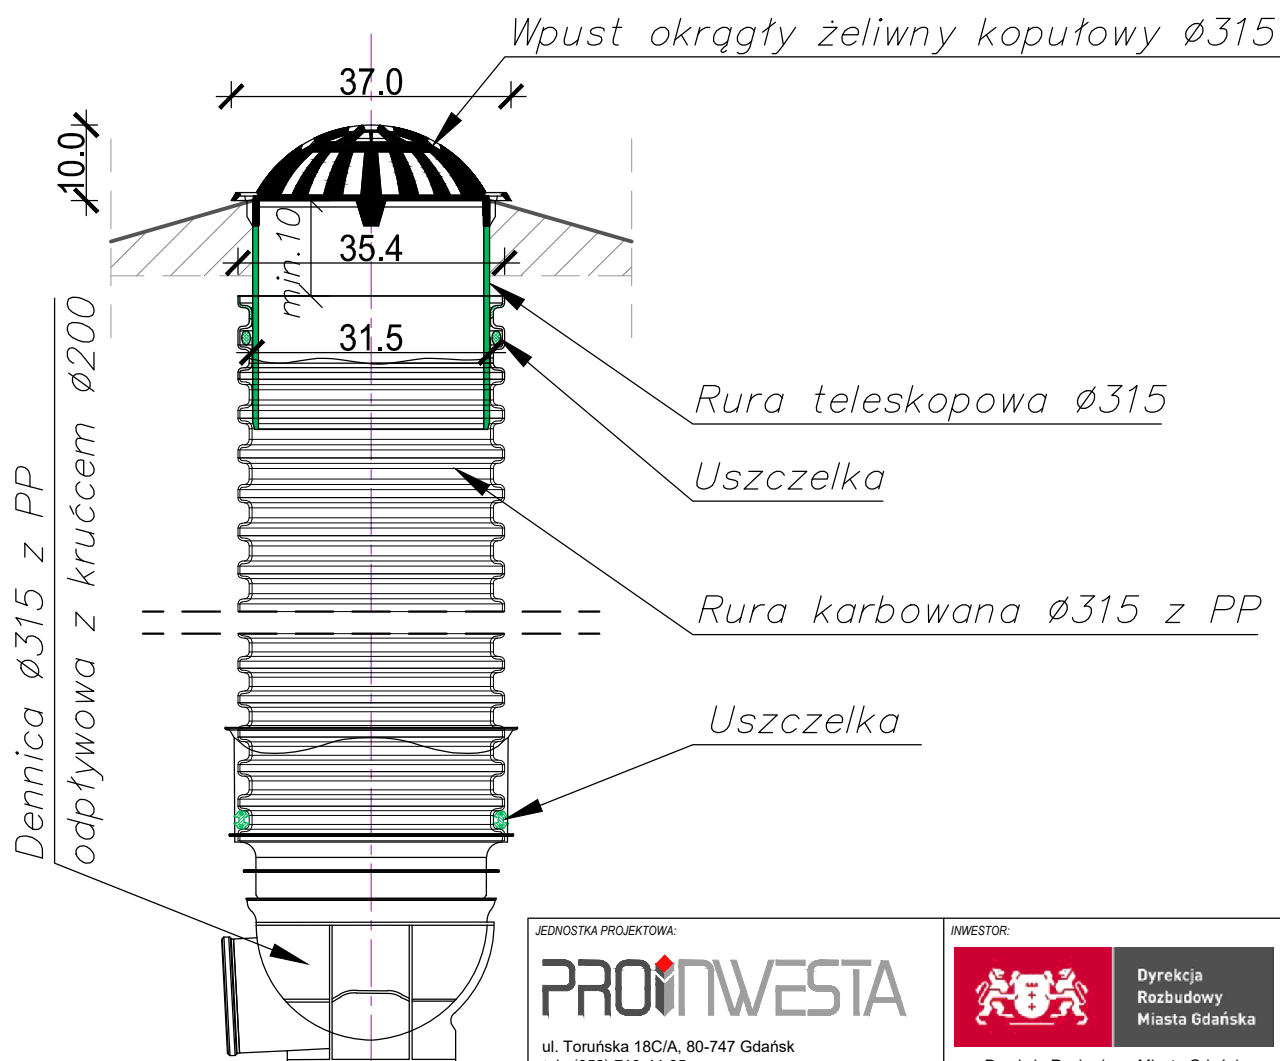 Wpust okrągły żeliwny kopułowy ø315
37.0
10.0
min.10
35.4
31.5
Rura teleskopowa ø315
Uszczelka
Rura karbowana ø315 z PP
Uszczelka
Dennica ø315 z PP
odpływowa z króćcem ø200
JEDNOSTKA PROJEKTOWA:
PROINWESTA
ul. Toruńska 18C/A, 80-747 Gdańsk
INWESTOR:
Dyrekcja
Rozbudowy
Miasta Gdańska